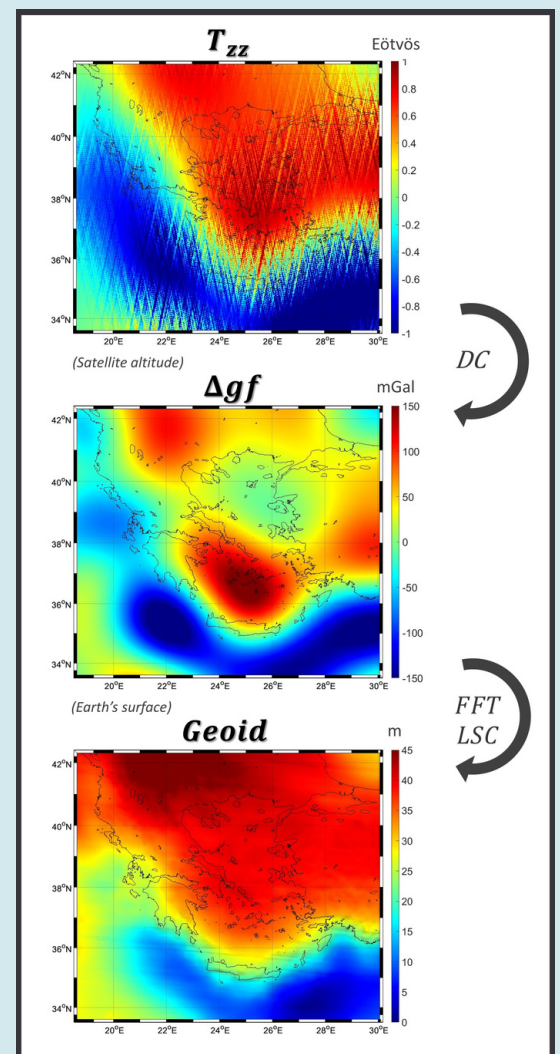 T_zz
Eötvös
1
0.8
0.6
0.4
0.2
0
-0.2
-0.4
-0.6
-0.8
-1
42°N
40°N
38°N
36°N
34°N
20°E 22°E 24°E 26°E 28°E 30°E
(Satellite altitude)
DC
Δgf
mGal
150
100
50
0
-50
-100
-150
42°N
40°N
38°N
36°N
34°N
20°E 22°E 24°E 26°E 28°E 30°E
(Earth's surface)
FFT
LSC
Geoid
m
45
40
35
30
25
20
15
10
5
0
42°N
40°N
38°N
36°N
34°N
20°E 22°E 24°E 26°E 28°E 30°E